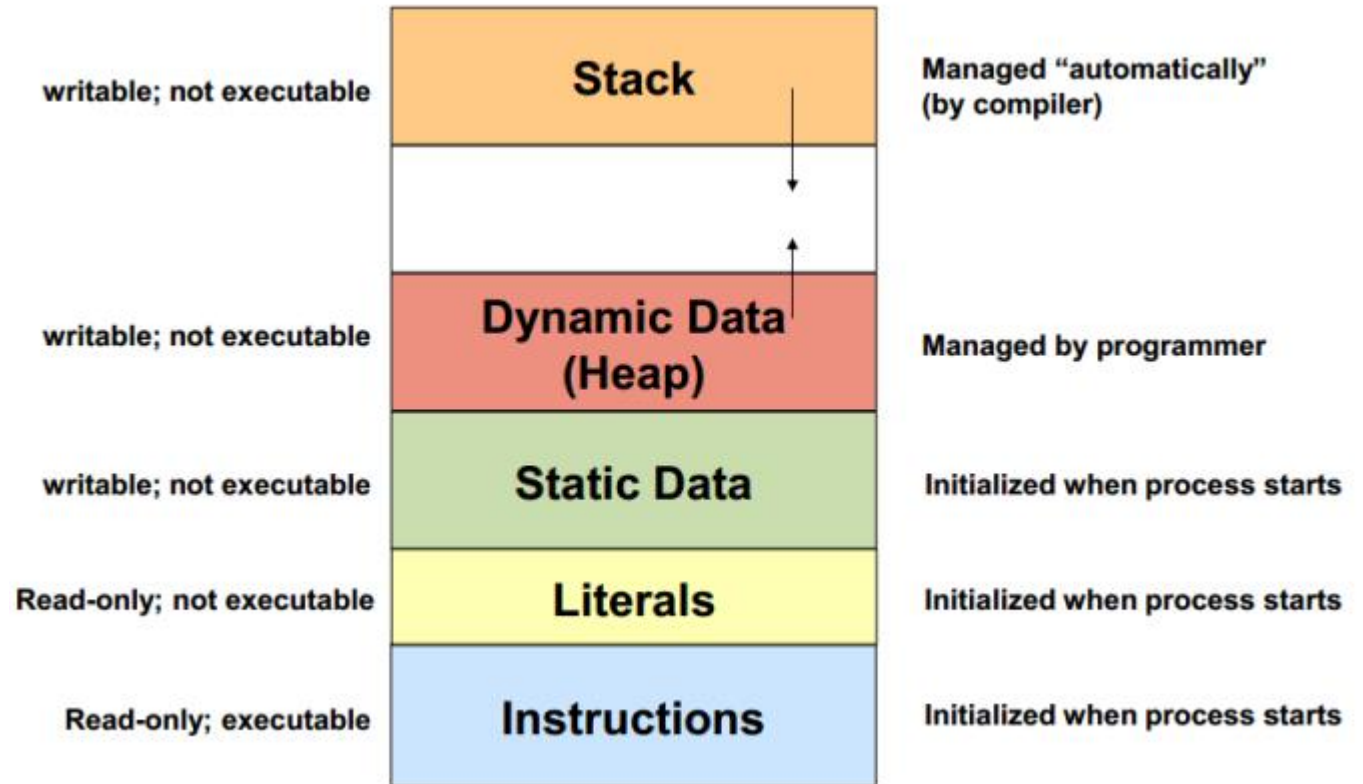 writable; not executable
Stack
Managed “automatically”
(by compiler)
writable; not executable
Dynamic Data
(Heap)
Managed by programmer
writable; not executable
Static Data
Initialized when process starts
Read-only; not executable
Literals
Initialized when process starts
Read-only; executable
Instructions
Initialized when process starts